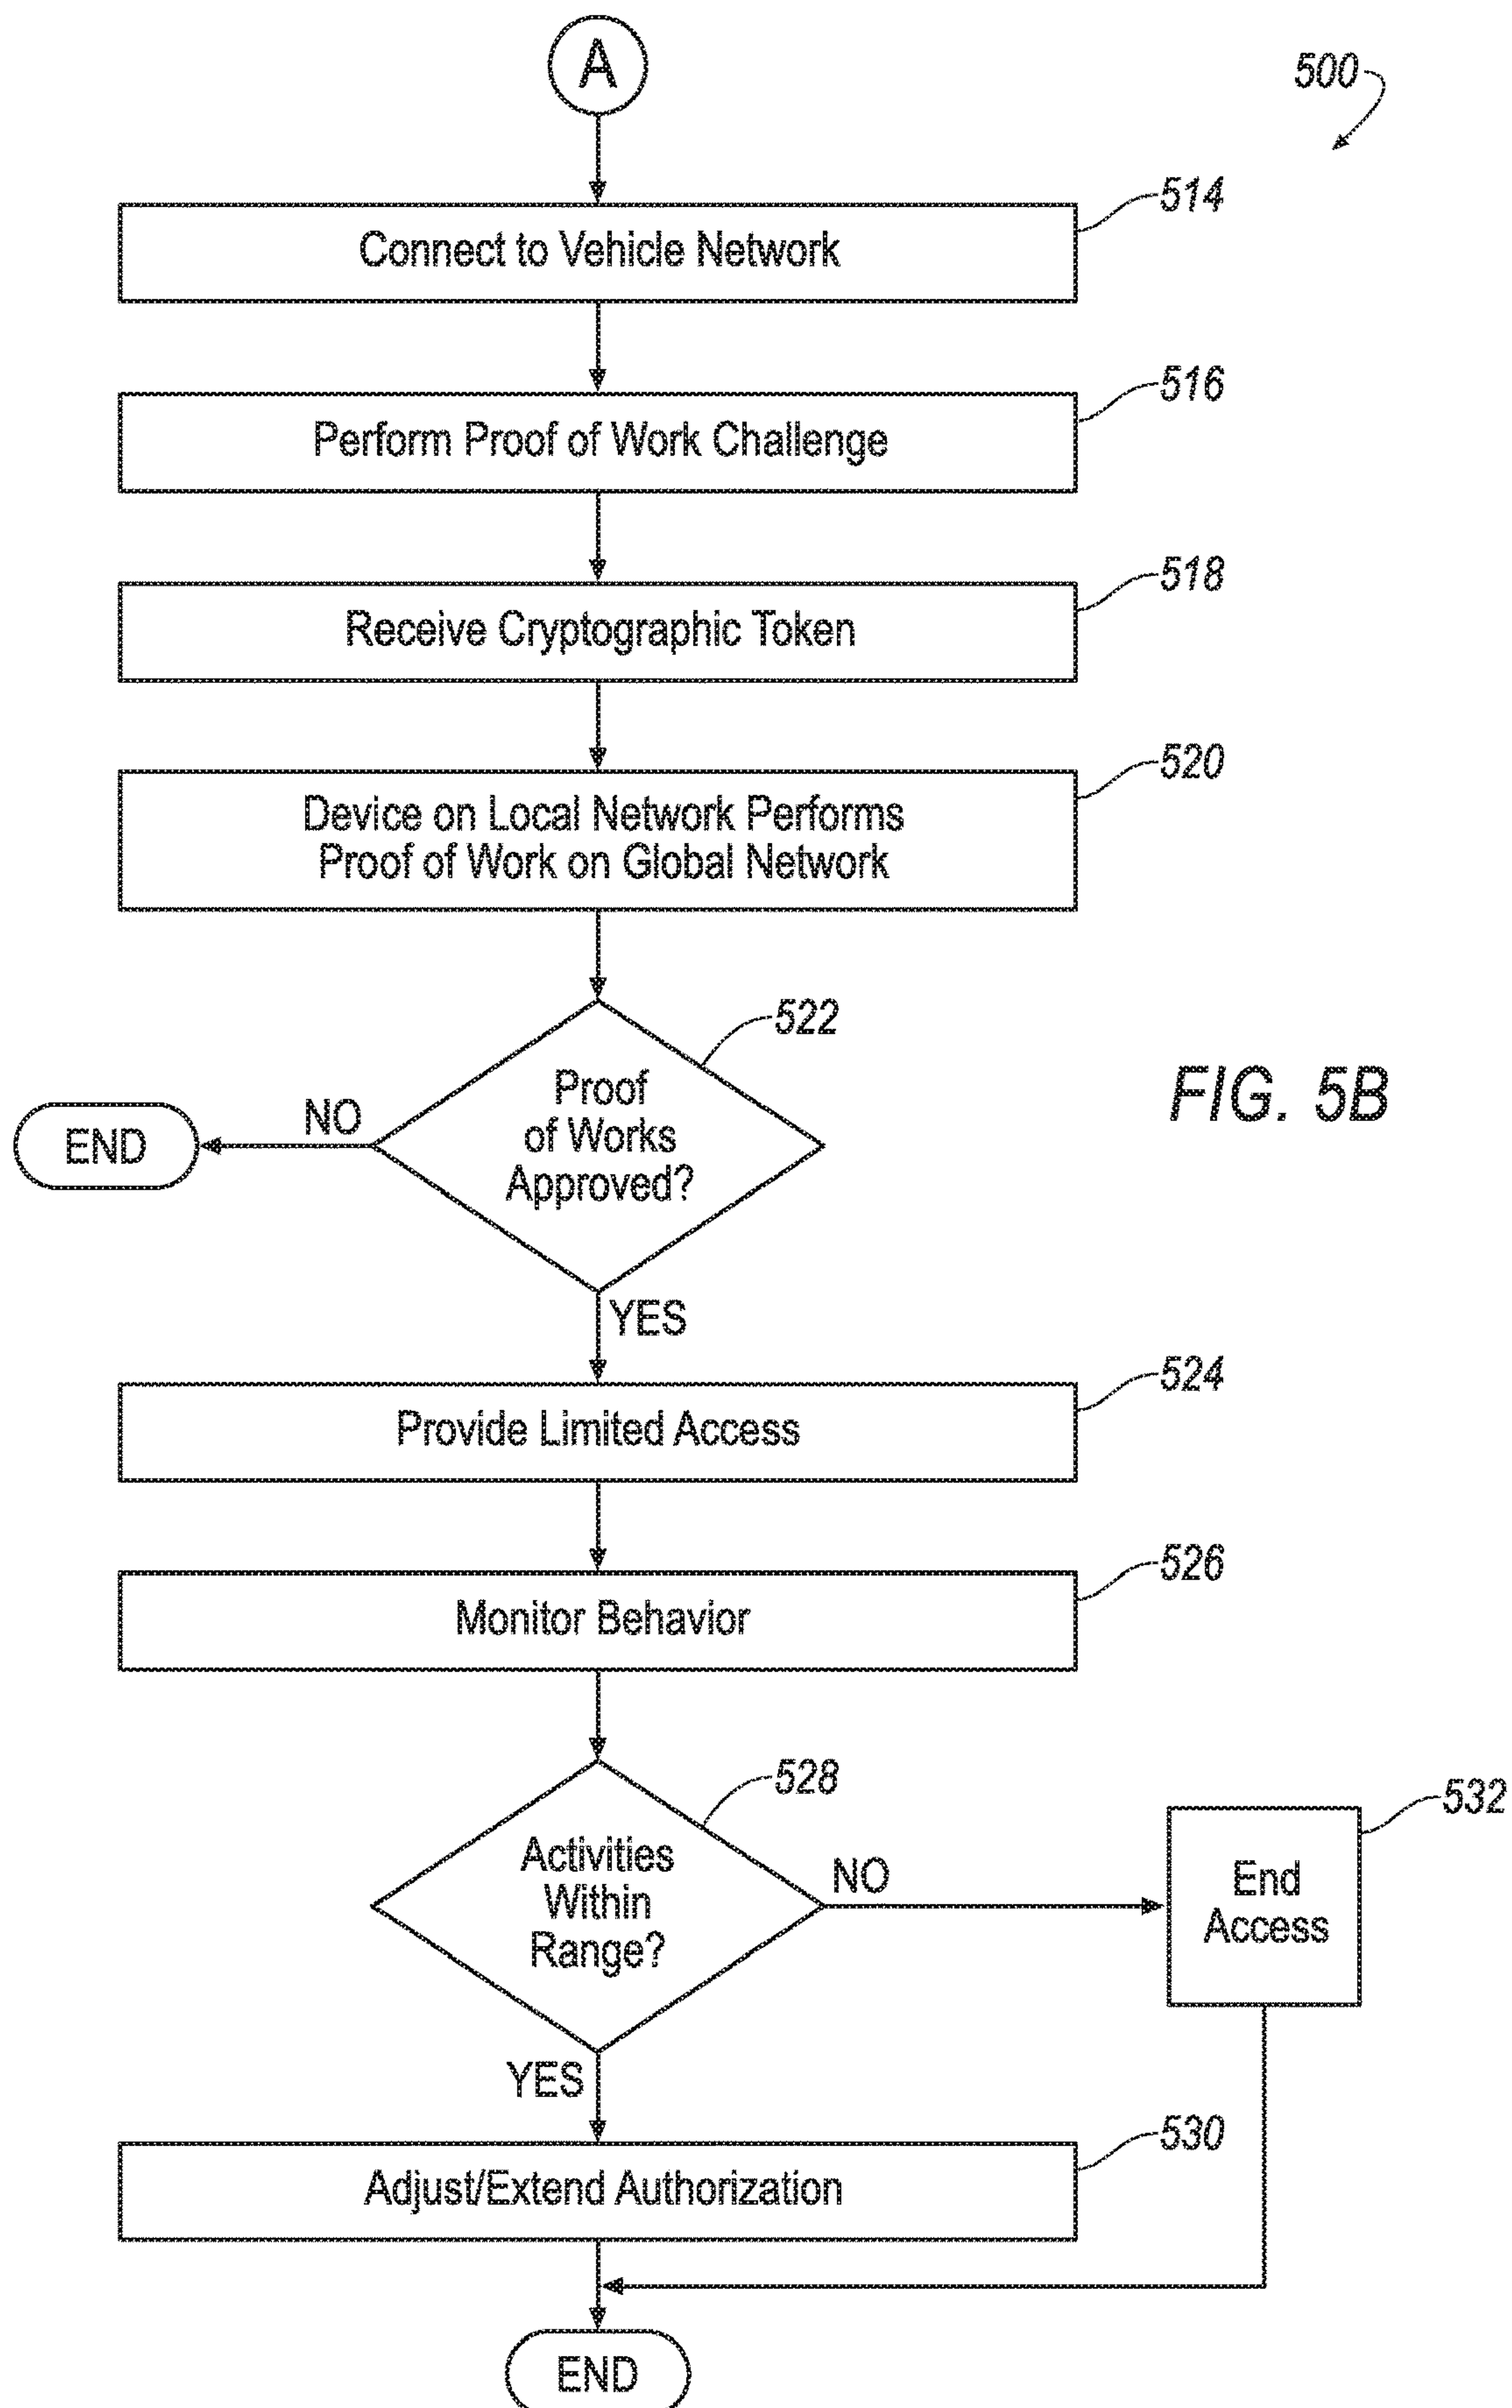 A
500
514
Connect to Vehicle Network
516
Perform Proof of Work Challenge
518
Receive Cryptographic Token
520
Device on Local Network Performs
Proof of Work on Global Network
522
Proof
of Works
Approved?
NO
END
FIG. 5B
YES
524
Provide Limited Access
526
Monitor Behavior
528
Activities
Within
Range?
NO
532
End
Access
YES
530
Adjust/Extend Authorization
END